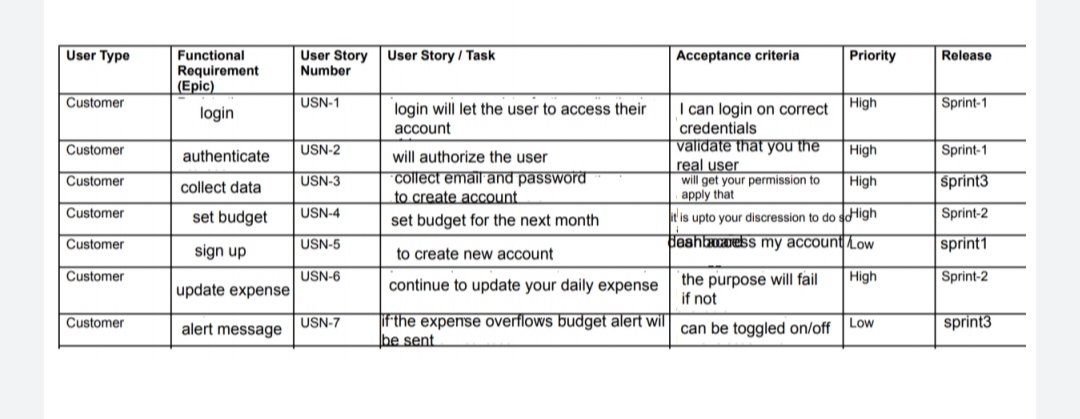 User Type Functional Requirement (Epic) User Story Number User Story / Task Acceptance criteria Priority Release
Customer login USN-1 login will let the user to access their account I can login on correct credentials High Sprint-1
Customer authenticate USN-2 will authorize the user validate that you the real user High Sprint-1
Customer collect data USN-3 collect email and password to create account will get your permission to apply that High sprint3
Customer set budget USN-4 set budget for the next month it is upto your discression to do so High Sprint-2
Customer sign up USN-5 to create new account my account Low sprint1
Customer update expense USN-6 continue to update your daily expense the purpose will fail if not High Sprint-2
Customer alert message USN-7 if the expense overflows budget alert wil be sent can be toggled on/off Low sprint3